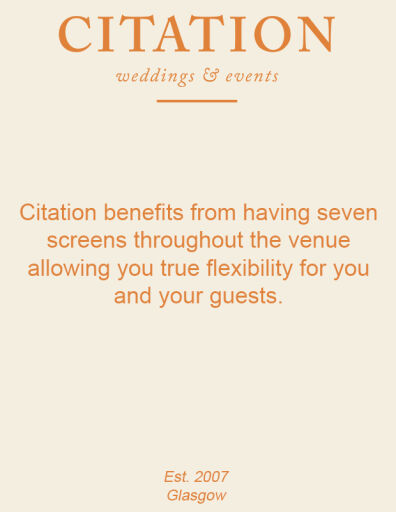 CITATION
weddings & events
Citation benefits from having seven
screens throughout the venue
allowing you true flexibility for you
and your guests.
Est. 2007
Glasgow